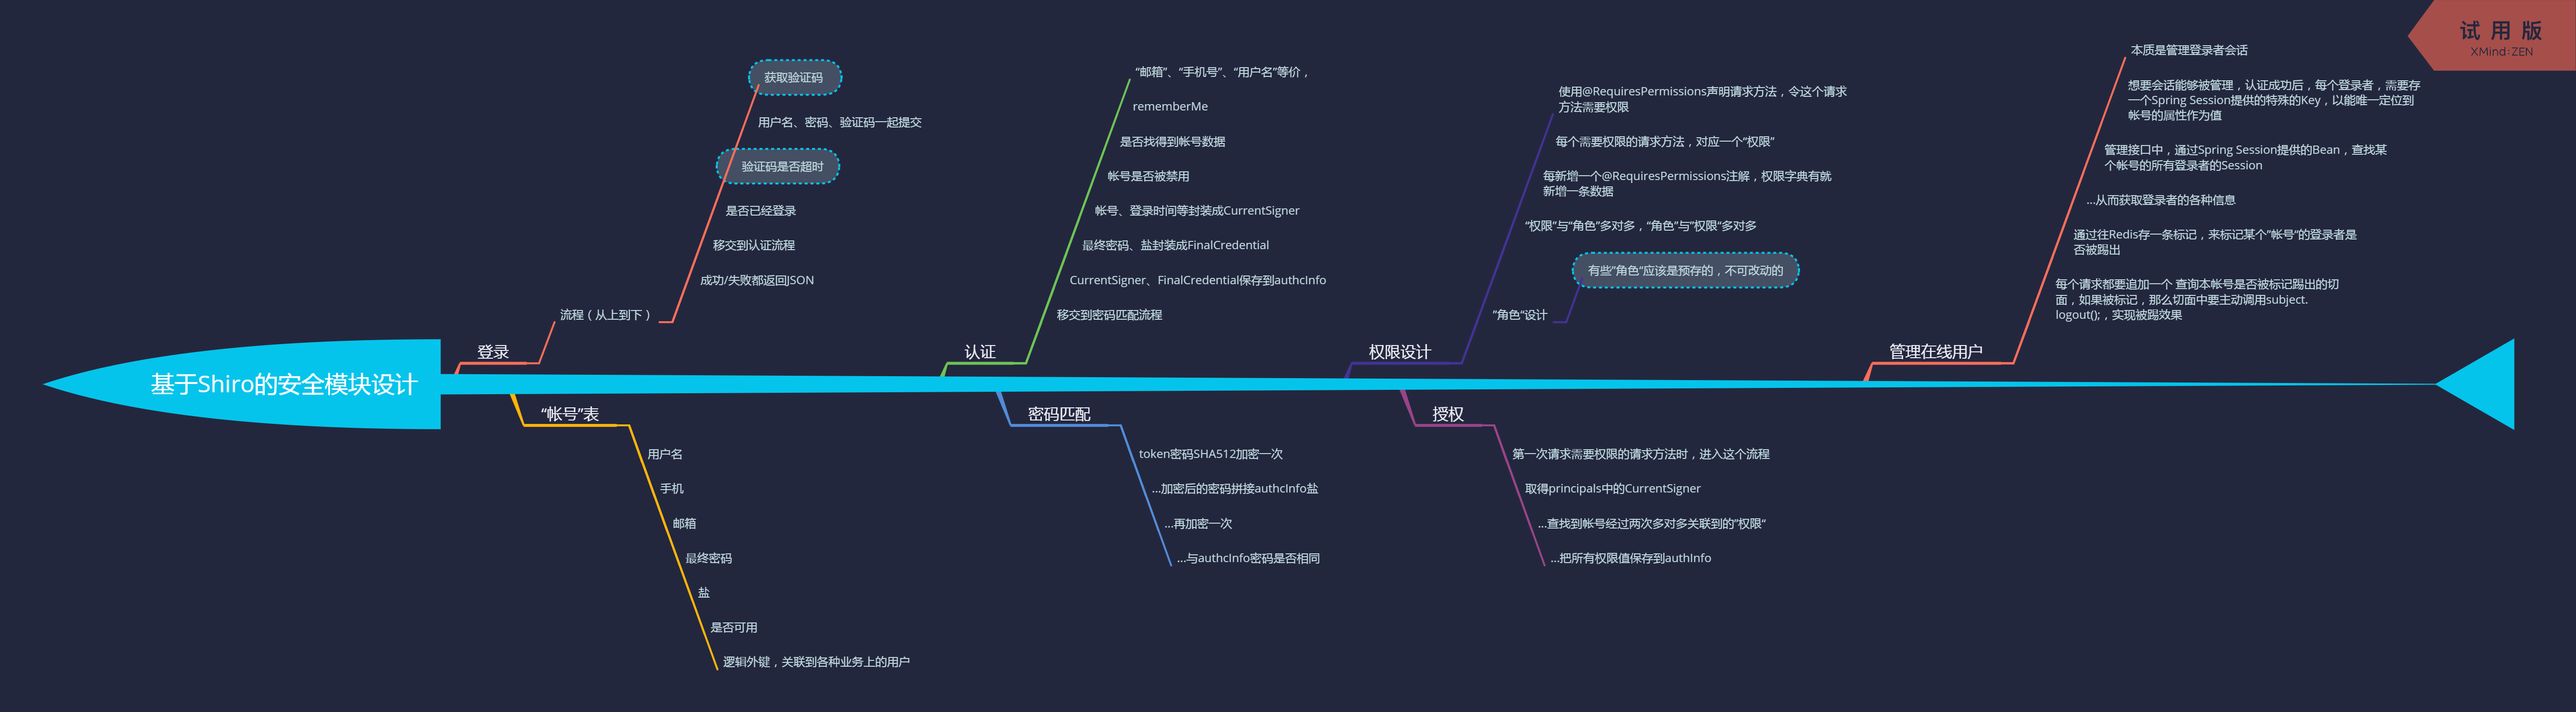 试 用 版
XMind:ZEN
基于Shiro的安全模块设计
登录
流程（从上到下）
获取验证码
用户名、密码、验证码一起提交
验证码是否超时
是否已经登录
移交到认证流程
成功/失败都返回JSON
“帐号”表
用户名
手机
邮箱
最终密码
盐
是否可用
逻辑外键，关联到各种业务上的用户
认证
“邮箱”、“手机号”、“用户名”等价，
rememberMe
是否找得到帐号数据
帐号是否被禁用
帐号、登录时间等封装成CurrentSigner
最终密码、盐封装成FinalCredential
CurrentSigner、FinalCredential保存到authcInfo
移交到密码匹配流程
密码匹配
token密码SHA512加密一次
...加密后的密码拼接authcInfo盐
...再加密一次
...与authcInfo密码是否相同
权限设计
使用@RequiresPermissions声明请求方法，令这个请求
方法需要权限
每个需要权限的请求方法，对应一个“权限”
每新增一个@RequiresPermissions注解，权限字典有就
新增一条数据
“权限”与“角色”多对多，“角色”与“权限”多对多
“角色”设计
有些“角色”应该是预存的，不可改动的
授权
第一次请求需要权限的请求方法时，进入这个流程
取得principals中的CurrentSigner
...查找到帐号经过两次多对多关联到的“权限”
...把所有权限值保存到authInfo
管理在线用户
本质是管理登录者会话
想要会话能够被管理，认证成功后，每个登录者，需要存
一个Spring Session提供的特殊的Key，以能唯一定位到
帐号的属性作为值
管理接口中，通过Spring Session提供的Bean，查找某
个帐号的所有登录者的Session
...从而获取登录者的各种信息
通过往Redis存一条标记，来标记某个“帐号”的登录者是
否被踢出
每个请求都要追加一个 查询本帐号是否被标记踢出的切
面，如果被标记，那么切面中要主动调用subject.
logout();，实现被踢效果